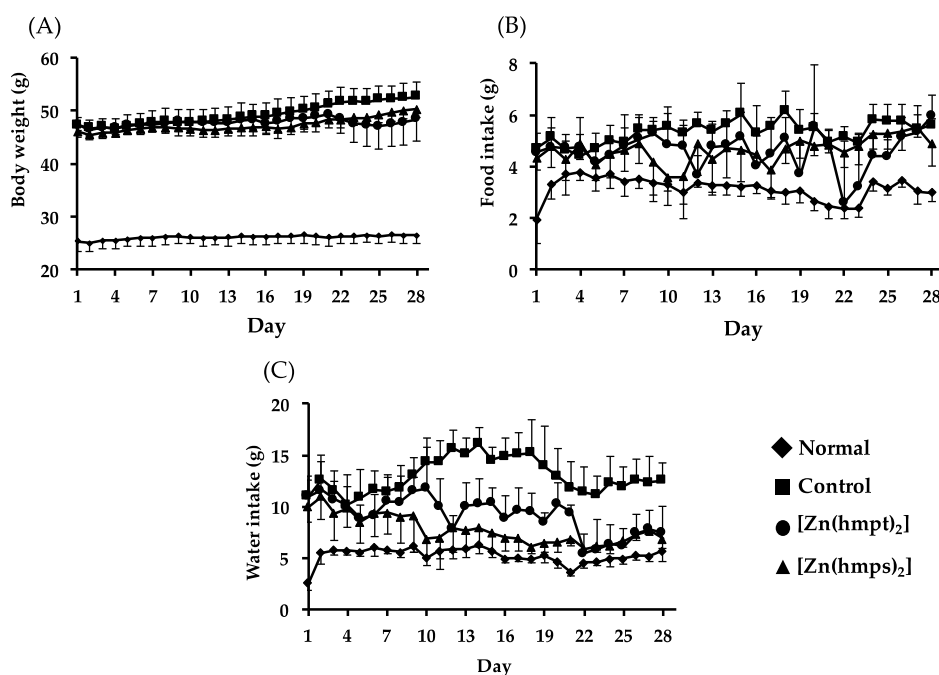 (A)
Body weight (g)
60
50
40
30
20
1 4 7 10 13 16 19 22 25 28
Day
(B)
Food intake (g)
8
6
4
2
0
1 4 7 10 13 16 19 22 25 28
Day
(C)
Water intake (g)
20
15
10
5
0
1 4 7 10 13 16 19 22 25 28
Day
Normal
Control
[Zn(hmpt)₂]
[Zn(hmps)₂]